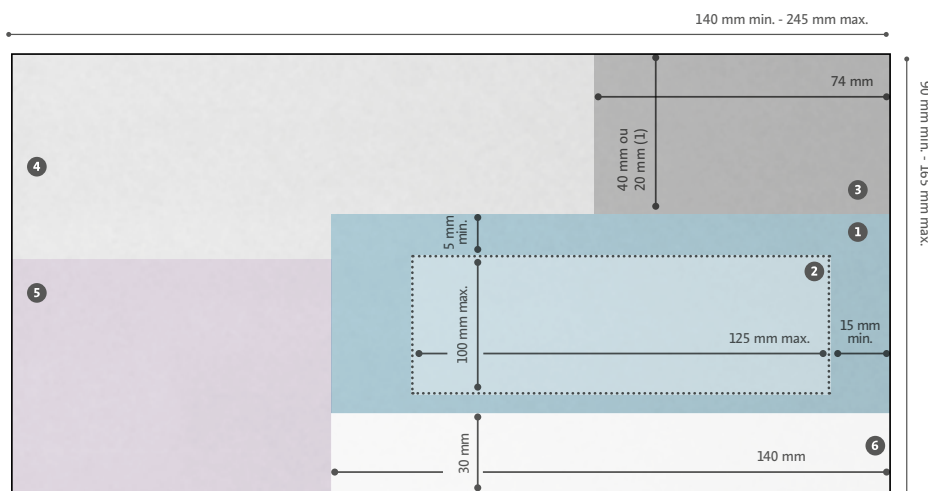 140 mm min. - 245 mm max.
74 mm
90 mm min. - 165 mm max.
40 mm ou
20 mm (1)
4
3
5 mm
min.
1
2
5
100 mm max.
125 mm max.
15 mm
min.
6
30 mm
140 mm